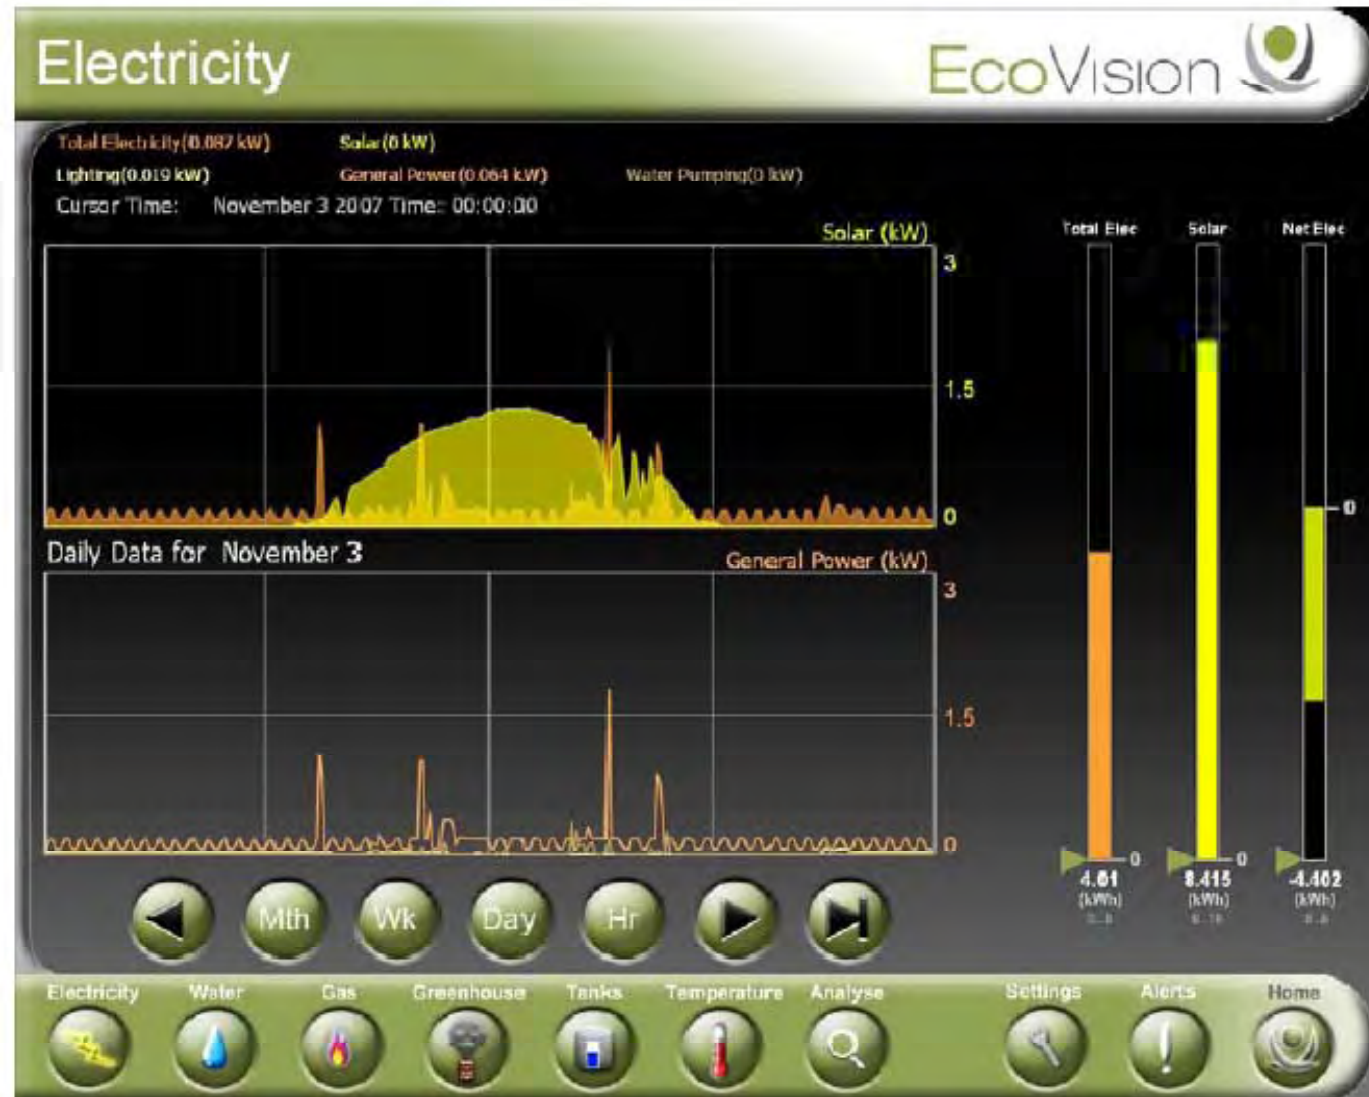 Electricity
EcoVision
Total Electricity(0.087 kW) Solar(0 kW)
Lighting(0.019 kW) General Power(0.064 kW) Water Pumping(0 kW)
Cursor Time: November 3 2007 Time: 00:00:00
Solar (kW)
Total Elec Solar Net Elec
3
1.5
0
0
Daily Data for November 3
General Power (kW)
3
1.5
0
0 0
4.01 8.415 -4.402
(kWh) (kWh) (kWh)
Mth Wk Day Hr
Electricity Water Gas Greenhouse Tanks Temperature Analyse Settings Alerts Home